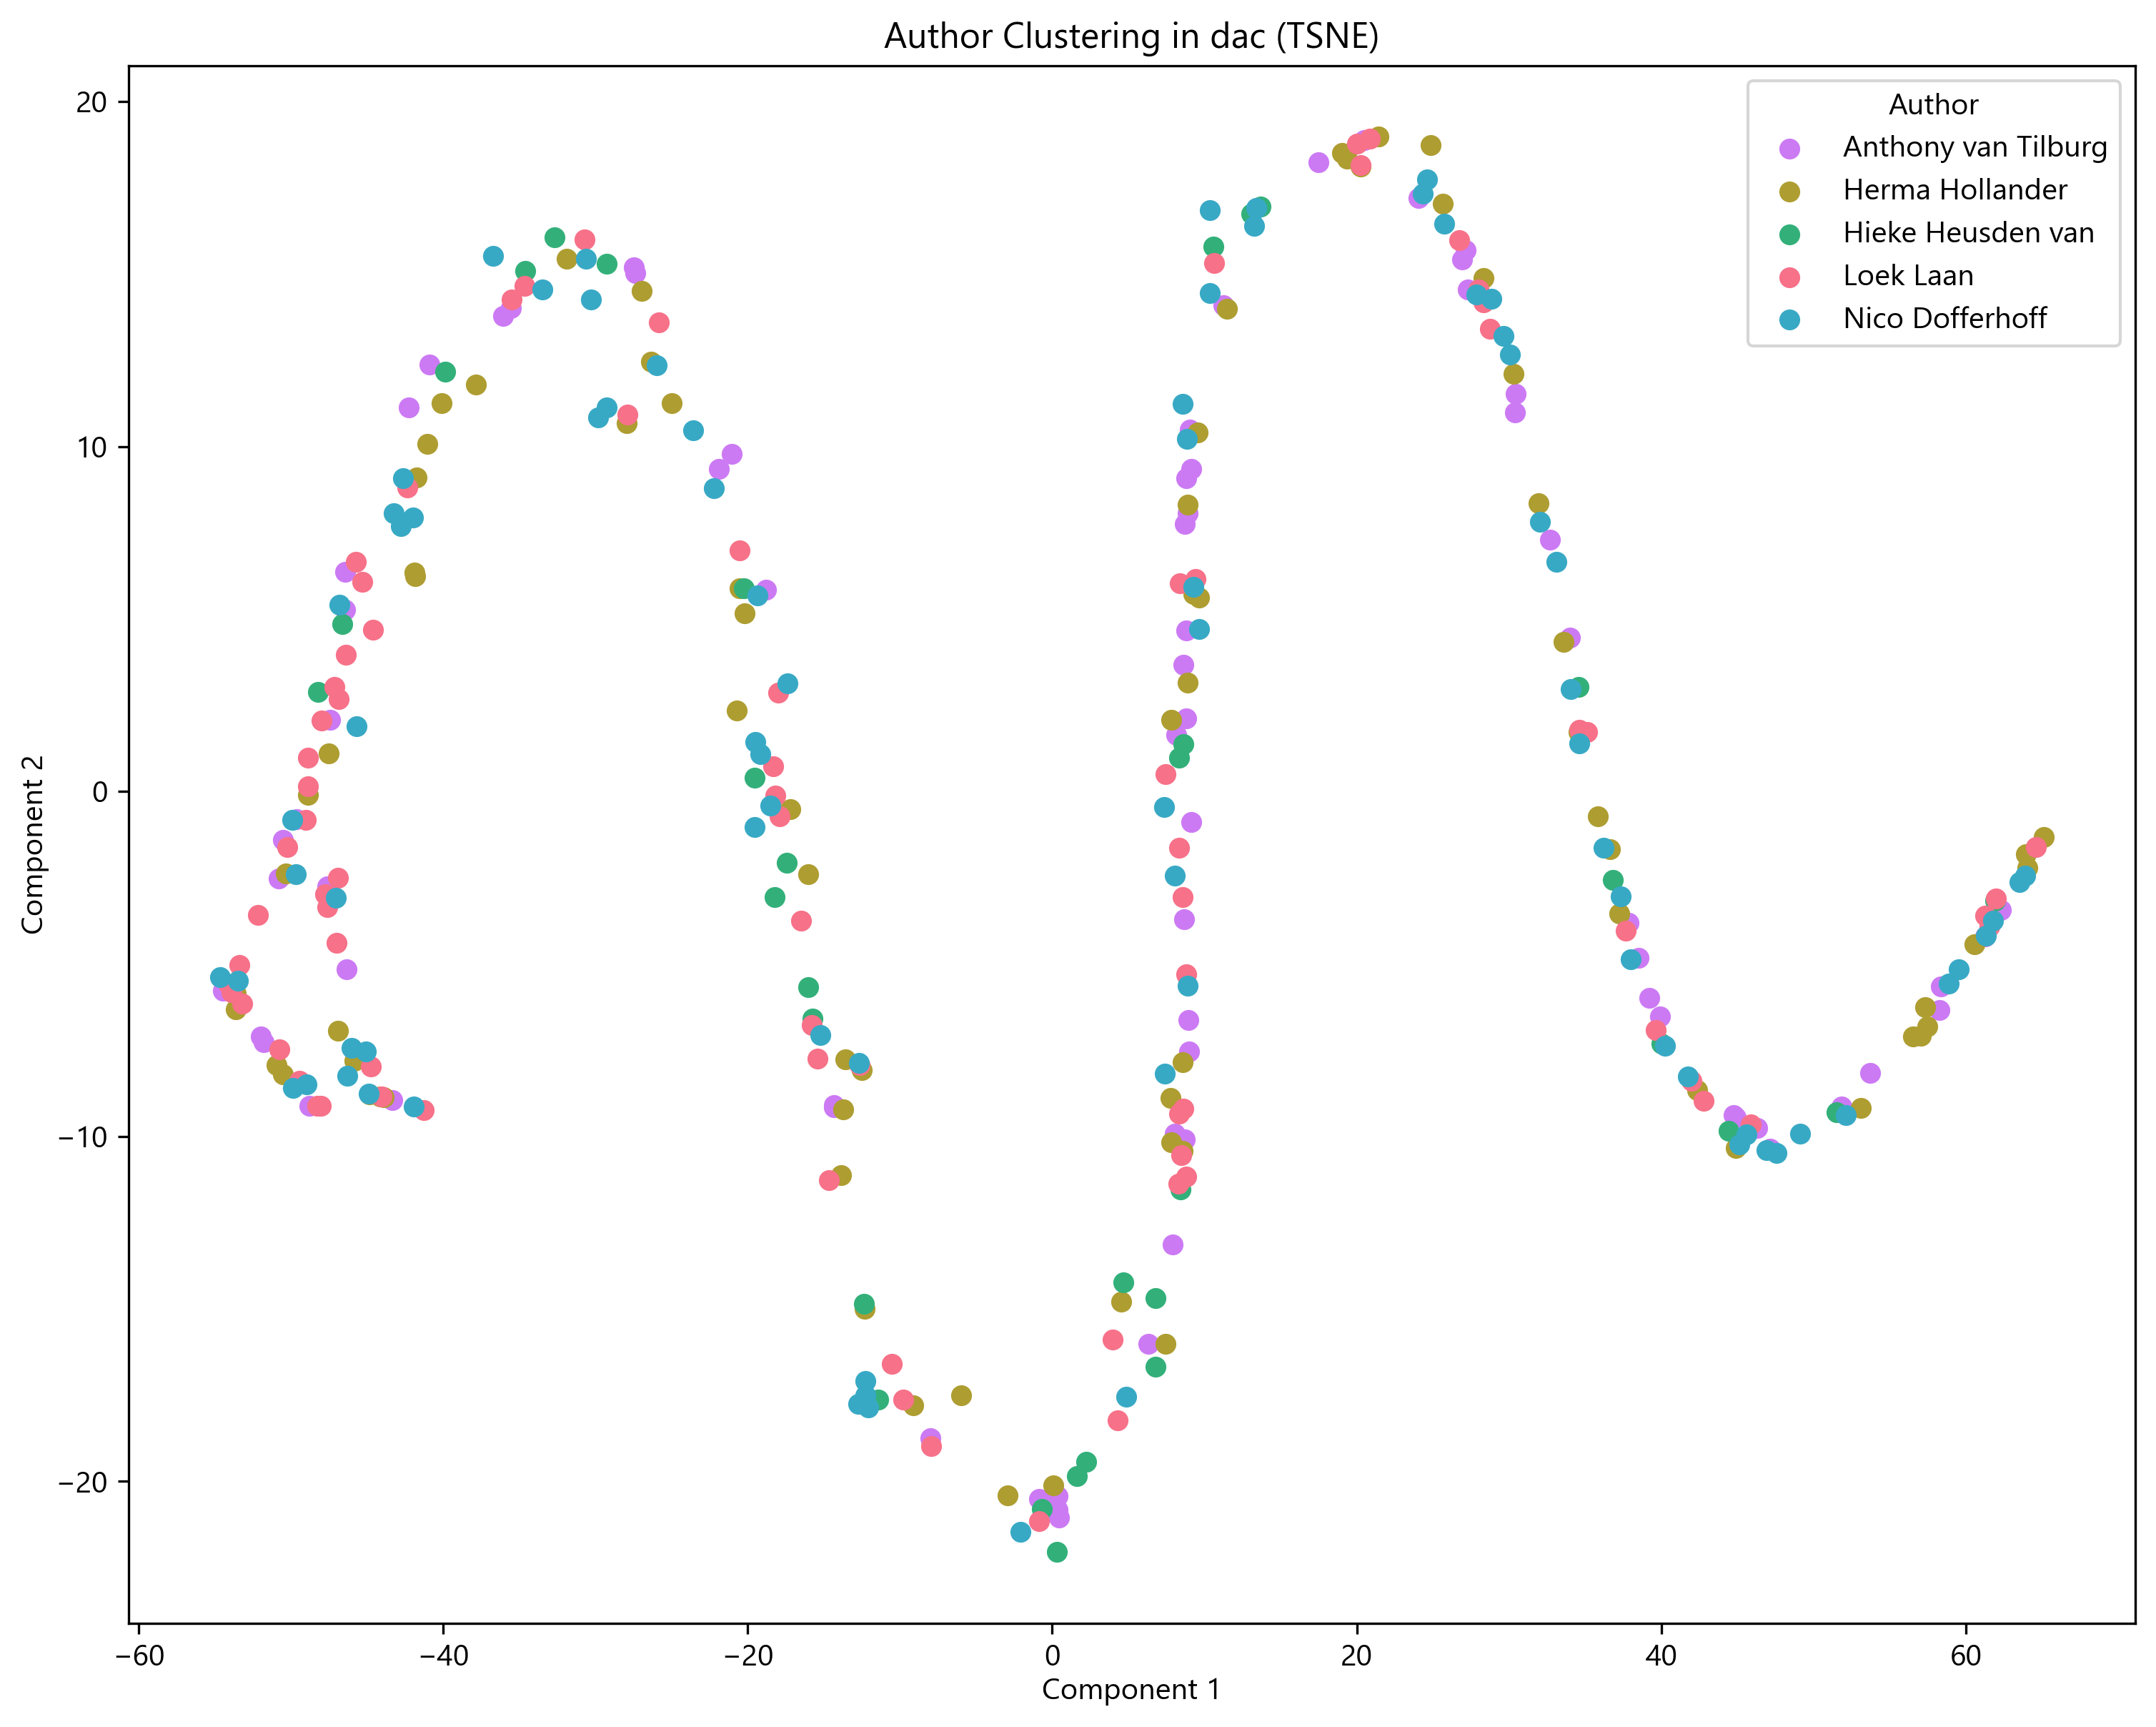 Author Clustering in dac (TSNE)
Author
Anthony van Tilburg
Herma Hollander
Hieke Heusden van
Loek Laan
Nico Dofferhoff
20
10
0
−10
−20
Component 2
−60
−40
−20
0
20
40
60
Component 1